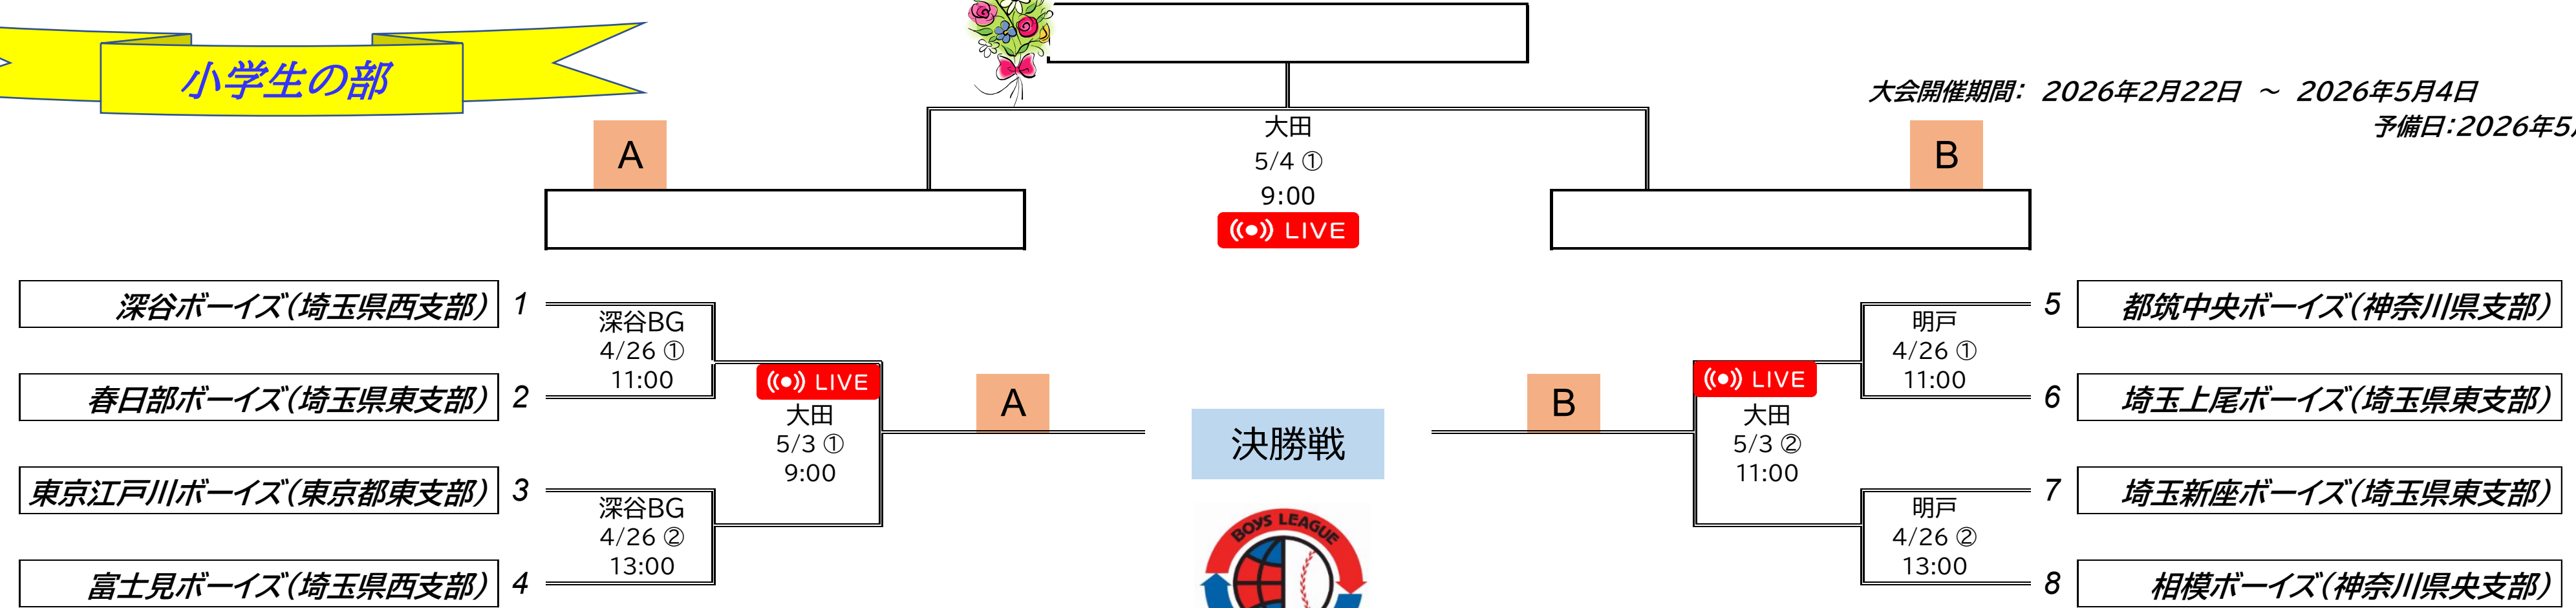 小学生の部
大会開催期間： 2026年2月22日 ～ 2026年5月4日
予備日：2026年5
大田
5/4 ①
9:00
LIVE
A
B
深谷ボーイズ（埼玉県西支部） 1
春日部ボーイズ（埼玉県東支部） 2
東京江戸川ボーイズ（東京都東支部） 3
富士見ボーイズ（埼玉県西支部） 4
深谷BG
4/26 ①
11:00
深谷BG
4/26 ②
13:00
LIVE
大田
5/3 ①
9:00
A
決勝戦
BOYS LEAGUE
B
LIVE
大田
5/3 ②
11:00
明戸
4/26 ①
11:00
明戸
4/26 ②
13:00
5 都筑中央ボーイズ（神奈川県支部）
6 埼玉上尾ボーイズ（埼玉県東支部）
7 埼玉新座ボーイズ（埼玉県東支部）
8 相模ボーイズ（神奈川県央支部）